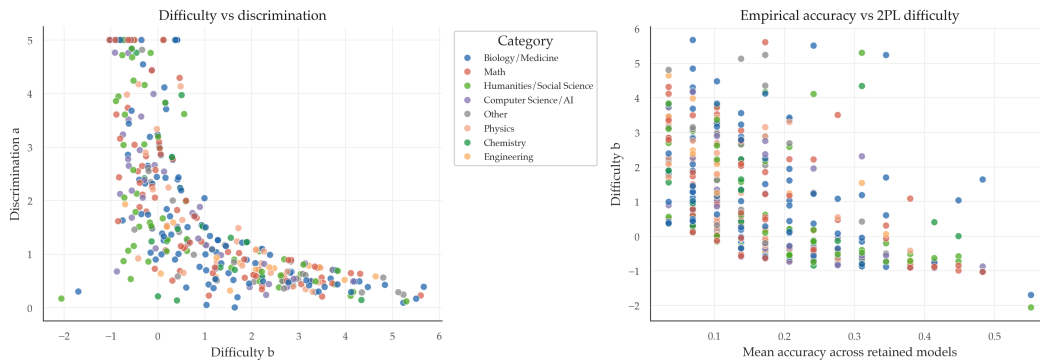 Difficulty vs discrimination
5
4
3
2
1
0
Discrimination a
−2
−1
0
1
2
3
4
5
6
Difficulty b
Category
Biology/Medicine
Math
Humanities/Social Science
Computer Science/AI
Other
Physics
Chemistry
Engineering
Empirical accuracy vs 2PL difficulty
6
5
4
3
2
1
0
−1
−2
Difficulty b
0.1
0.2
0.3
0.4
0.5
Mean accuracy across retained models